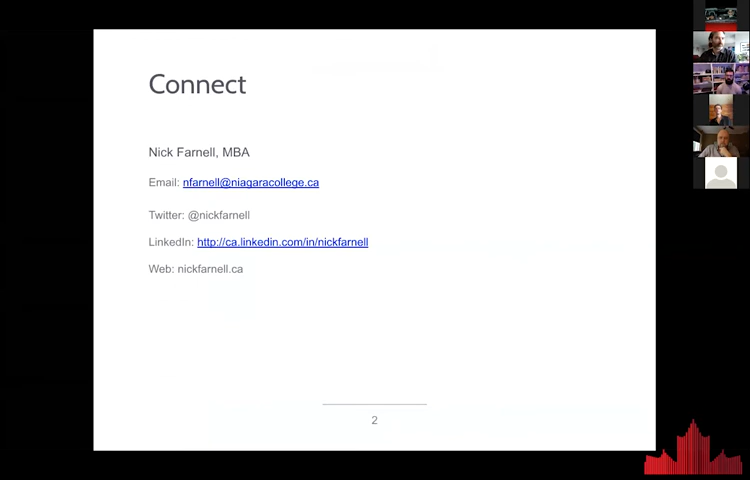 Connect
Nick Farnell, MBA
Email: nfarnell@niagaracollege.ca
Twitter: @nickfarnell
LinkedIn: http://ca.linkedin.com/in/nickfarnell
Web: nickfarnell.ca
2